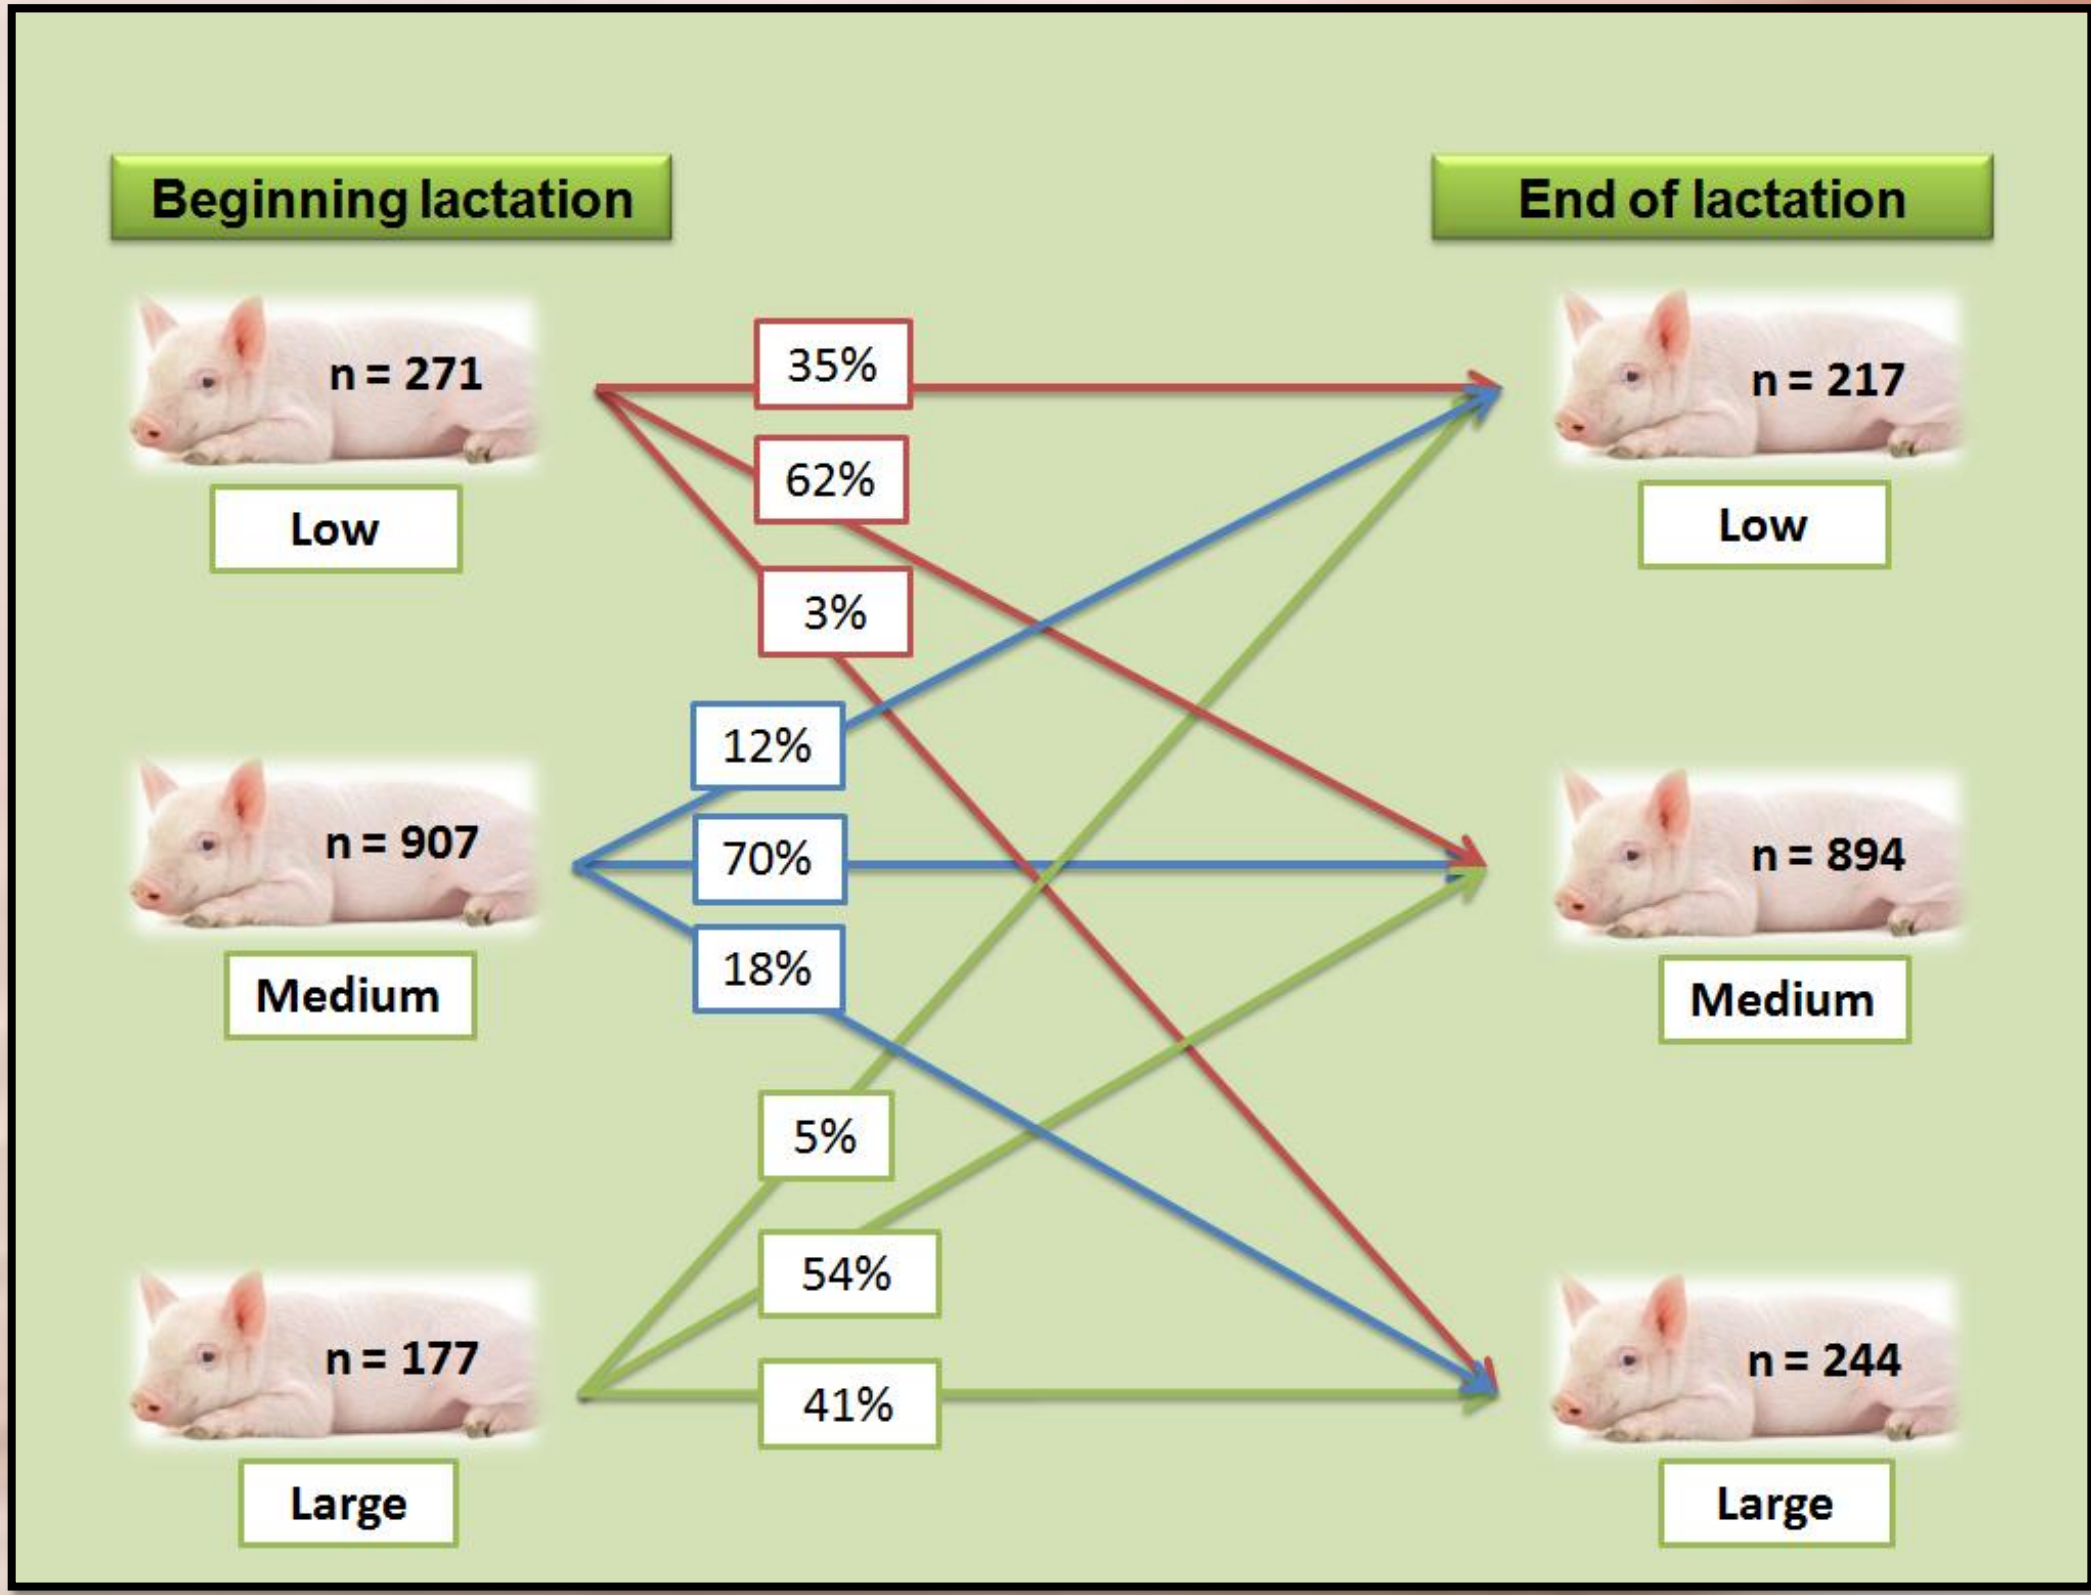 Beginning lactation
End of lactation
n = 271
35%
n = 217
62%
Low
Low
3%
12%
n = 907
70%
n = 894
18%
Medium
Medium
5%
54%
n = 177
41%
n = 244
Large
Large